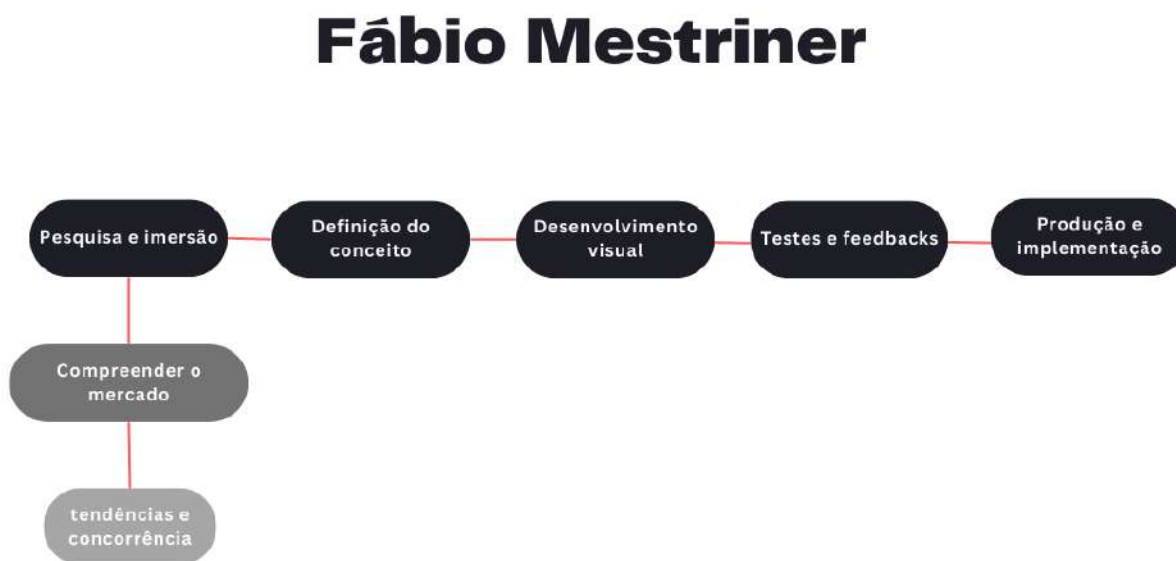 Fábio Mestriner
Pesquisa e imersão
Definição do
conceito
Desenvolvimento
visual
Testes e feedbacks
Produção e
implementação
Compreender o
mercado
tendências e
concorrência